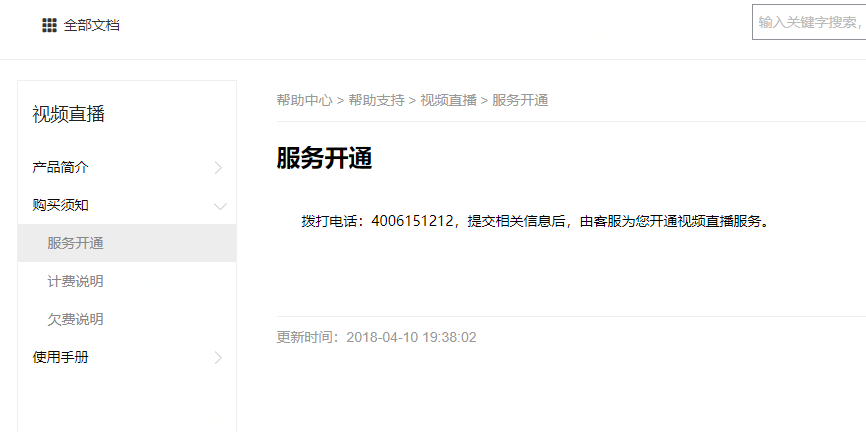 全部文档
输入关键字搜索，
视频直播
产品简介
购买须知
服务开通
计费说明
欠费说明
使用手册
帮助中心 > 帮助支持 > 视频直播 > 服务开通
服务开通
拨打电话：4006151212，提交相关信息后，由客服为您开通视频直播服务。
更新时间：2018-04-10 19:38:02